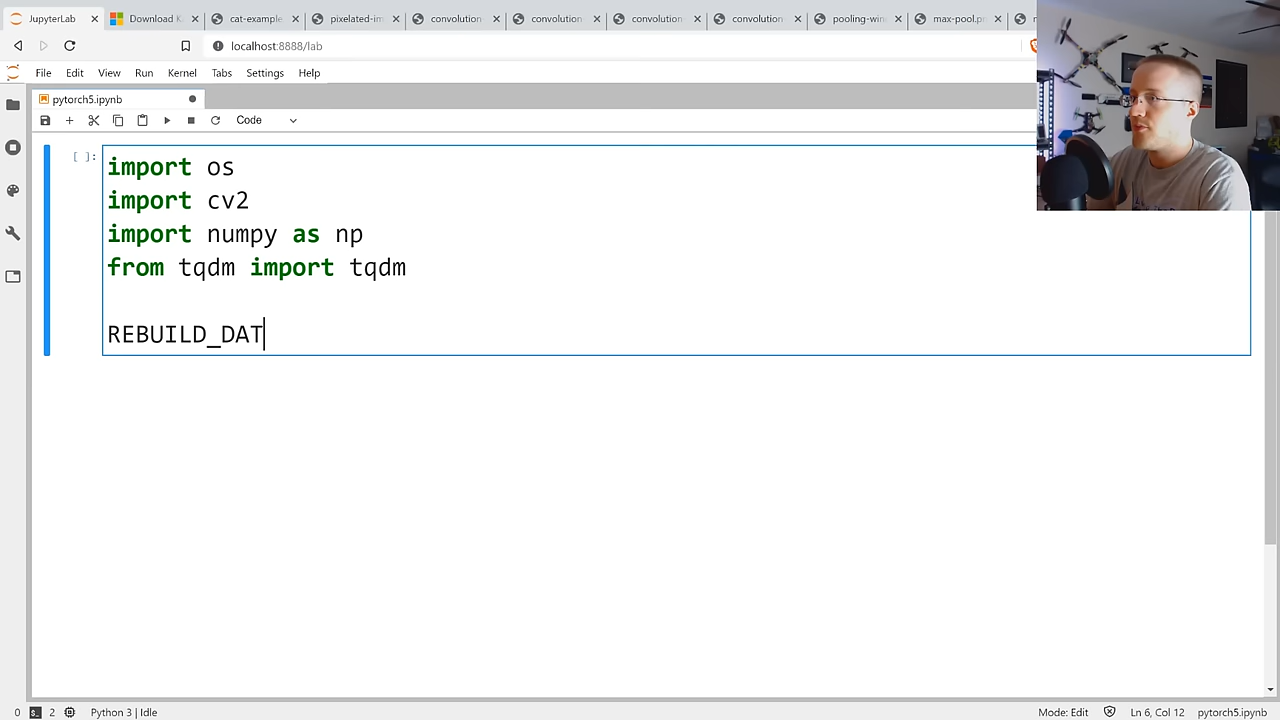 JupyterLab
Download K
cat-example
pixelated-im
convolution
convolution
convolution
convolution
pooling-win
max-pool.p
localhost:8888/lab
File Edit View Run Kernel Tabs Settings Help
pytorch5.ipynb
Code
[ ]:
import os
import cv2
import numpy as np
from tqdm import tqdm
REBUILD_DAT
0 2 Python 3 | Idle Mode: Edit Ln 6, Col 12 pytorch5.ipynb